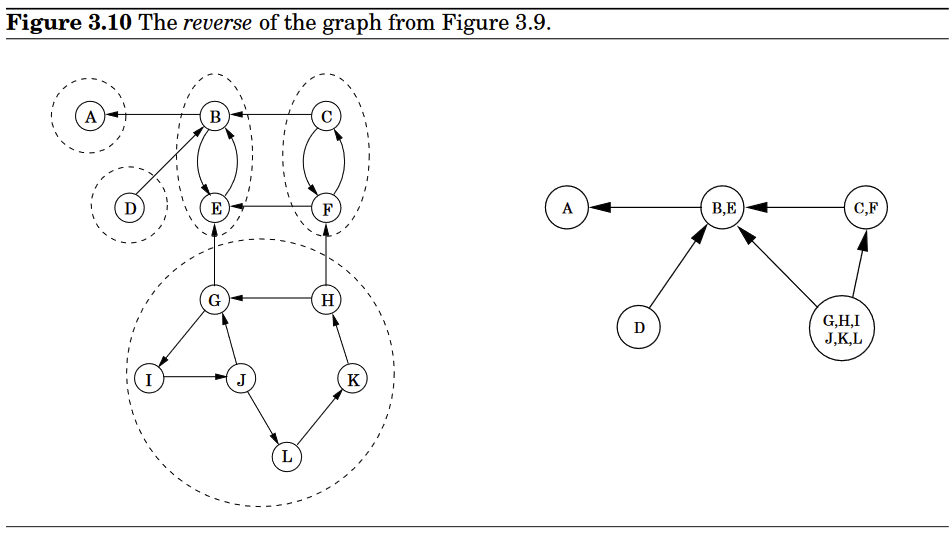 Figure 3.10 The reverse of the graph from Figure 3.9.
A
B
C
D
E
F
G
H
I
J
K
L
A
B,E
C,F
D
G,H,I
J,K,L